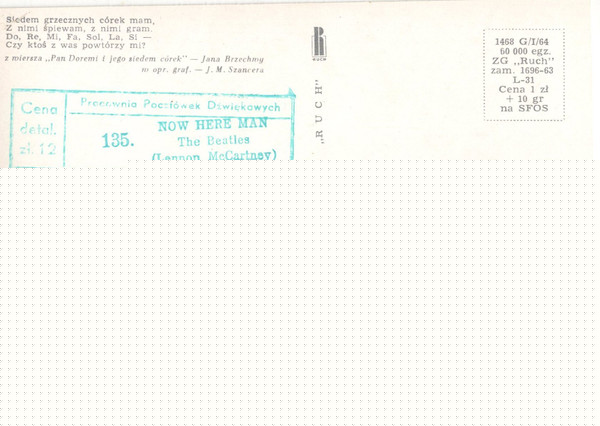 Siedem grzecznych córek mam,
Z nimi śpiewam, z nimi gram.
Do, Re, Mi, Fa, Sol, La, Si —
Czy ktoś z was powtórzy mi?
z wiersza „Pan Doremi i jego siedem córek” — Jana Brzechwy
w opr. graf. — J. M. Szancera
Cena
detal.
zł. 12
Pracownia Pocztówek Dźwiękowych
135.
NOW HERE MAN
The Beatles
(Lennon McCartney)
R
RUCH
„RUCH”
1468 G/I/64
60 000 egz.
ZG „Ruch”
zam. 1696-63
L-31
Cena 1 zł
+ 10 gr
na SFOS